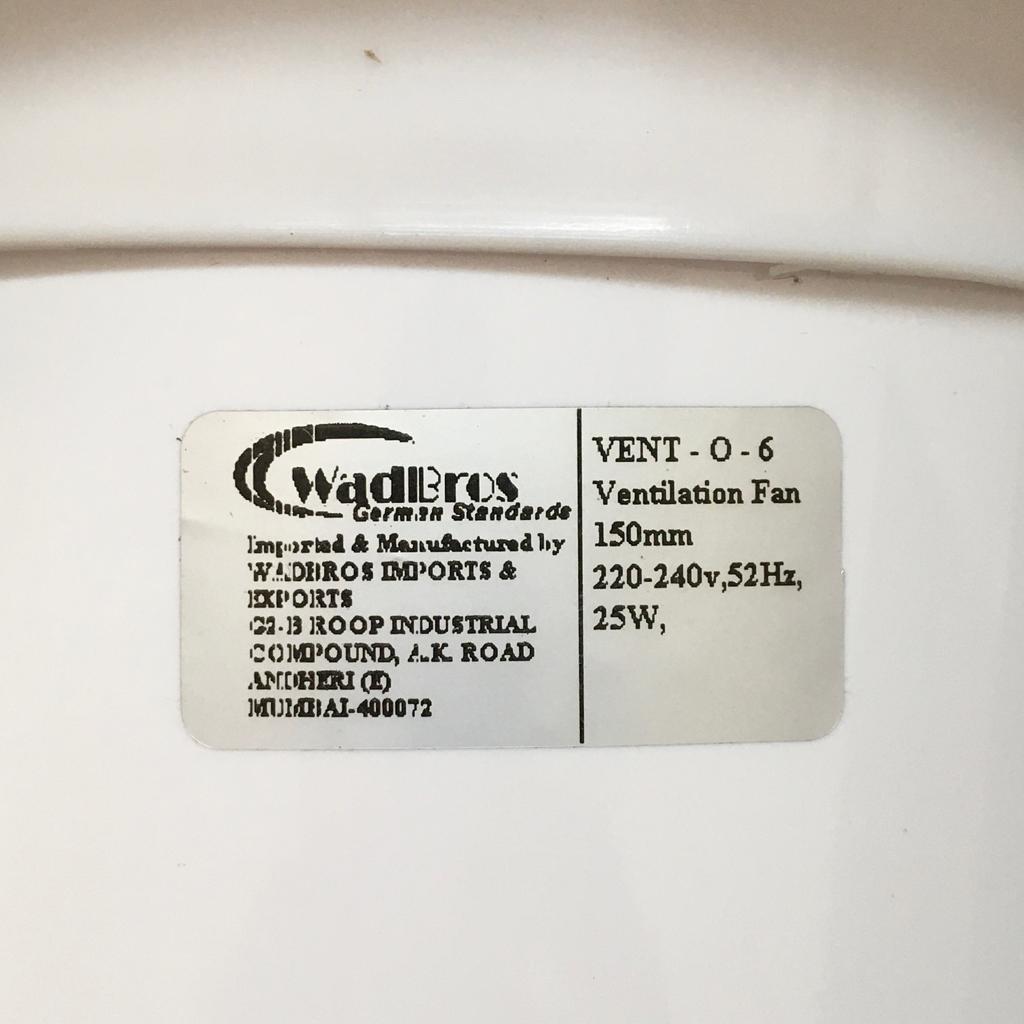 WadBros
German Standards
Imported & Manufactured by
WADBROS IMPORTS &
EXPORTS
G2-B ROOP INDUSTRIAL
COMPOUND, A.K. ROAD
ANDHERI (E)
MUMBAI-400072
VENT - O - 6
Ventilation Fan
150mm
220-240v,52Hz,
25W,